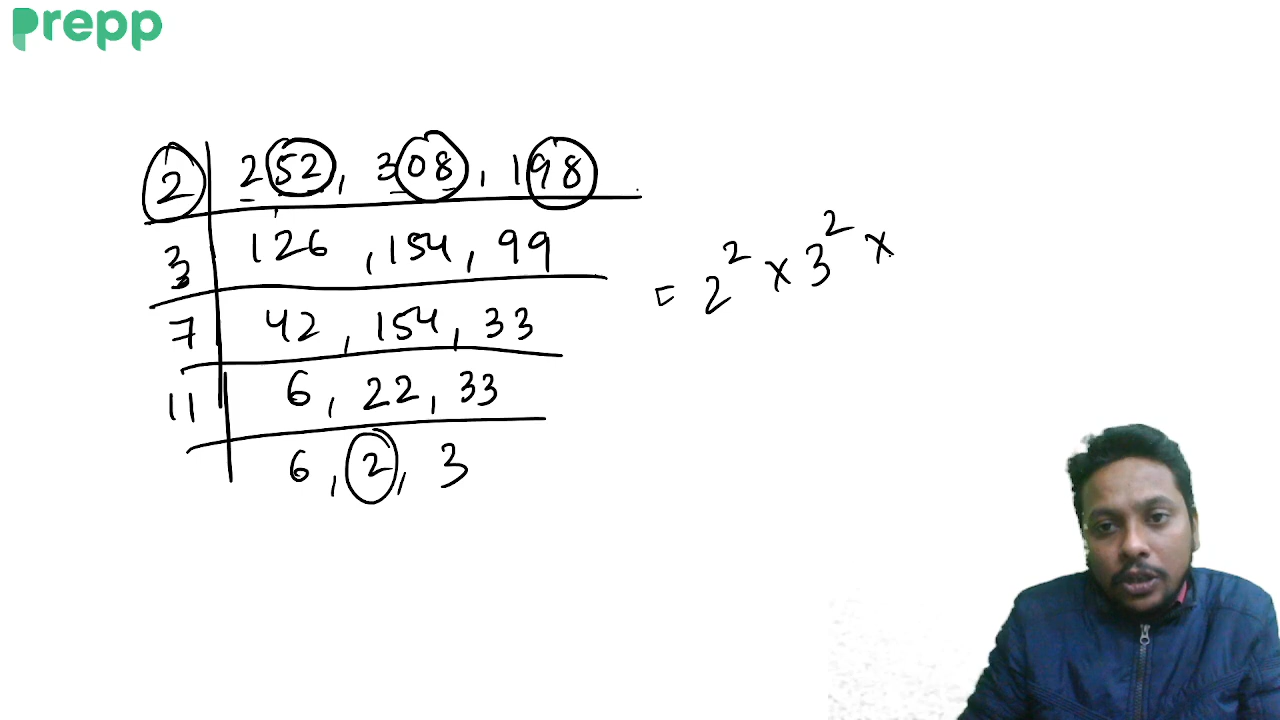 Prepp
2 | 252, 308, 198
3 | 126, 154, 99
7 | 42, 154, 33
11 | 6, 22, 33
6, 2, 3
= 2² × 3² ×